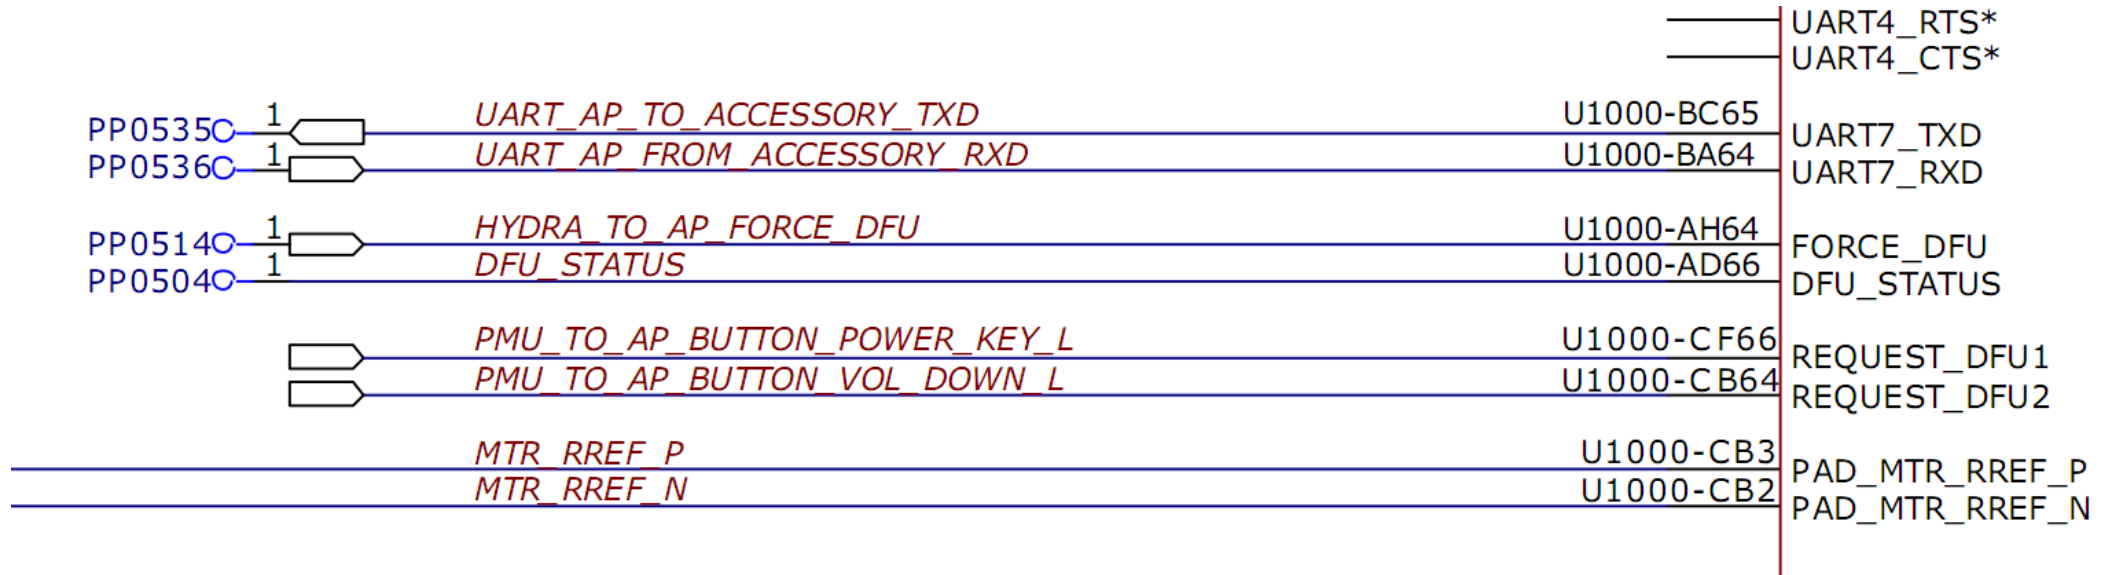 UART4_RTS*
UART4_CTS*
PP0535 1 UART_AP_TO_ACCESSORY_TXD U1000-BC65 UART7_TXD
PP0536 1 UART_AP_FROM_ACCESSORY_RXD U1000-BA64 UART7_RXD
PP0514 1 HYDRA_TO_AP_FORCE_DFU U1000-AH64 FORCE_DFU
PP0504 1 DFU_STATUS U1000-AD66 DFU_STATUS
PMU_TO_AP_BUTTON_POWER_KEY_L U1000-CF66 REQUEST_DFU1
PMU_TO_AP_BUTTON_VOL_DOWN_L U1000-CB64 REQUEST_DFU2
MTR_RREF_P U1000-CB3 PAD_MTR_RREF_P
MTR_RREF_N U1000-CB2 PAD_MTR_RREF_N